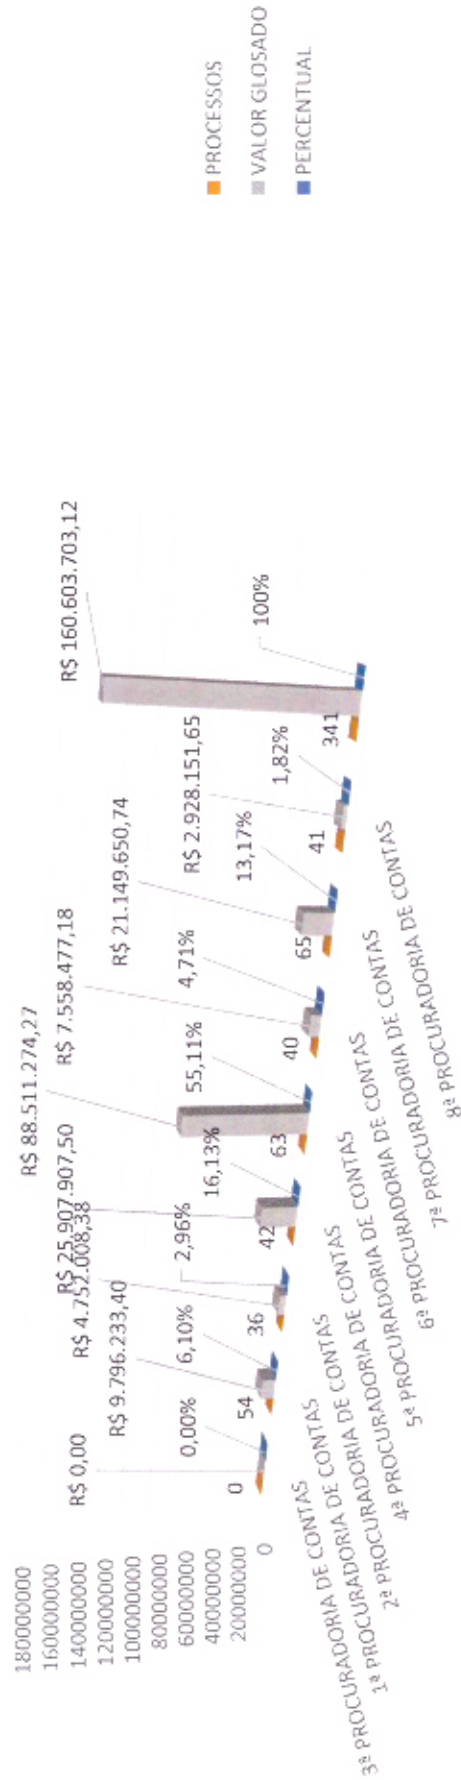 180000000
160000000
140000000
120000000
100000000
80000000
60000000
40000000
20000000
0
R$ 0,00
0,00%
0
R$ 9.796.233,40
6,10%
54
R$ 4.752.008,38
2,96%
36
R$ 25.907.907,50
16,13%
42
R$ 88.511.274,27
55,11%
63
R$ 7.558.477,18
4,71%
40
R$ 21.149.650,74
13,17%
65
R$ 2.928.151,65
1,82%
41
R$ 160.603.703,12
100%
341
3ª PROCURADORIA DE CONTAS
1ª PROCURADORIA DE CONTAS
2ª PROCURADORIA DE CONTAS
4ª PROCURADORIA DE CONTAS
5ª PROCURADORIA DE CONTAS
6ª PROCURADORIA DE CONTAS
7ª PROCURADORIA DE CONTAS
8ª PROCURADORIA DE CONTAS
PROCESSOS
VALOR GLOSADO
PERCENTUAL